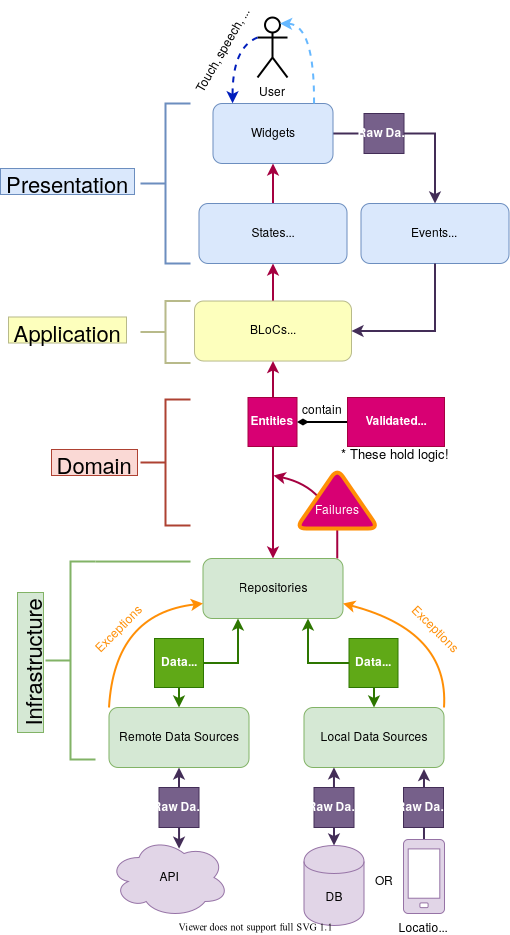 Touch, speech, ...
User
Widgets
Raw Da...
Presentation
States...
Events...
Application
BLoCs...
Entities
contain
Validated...
* These hold logic!
Domain
Failures
Repositories
Exceptions
Exceptions
Infrastructure
Data...
Data...
Remote Data Sources
Local Data Sources
Raw Da...
Raw Da...
Raw Da...
API
DB
OR
Locatio...
Viewer does not support full SVG 1.1